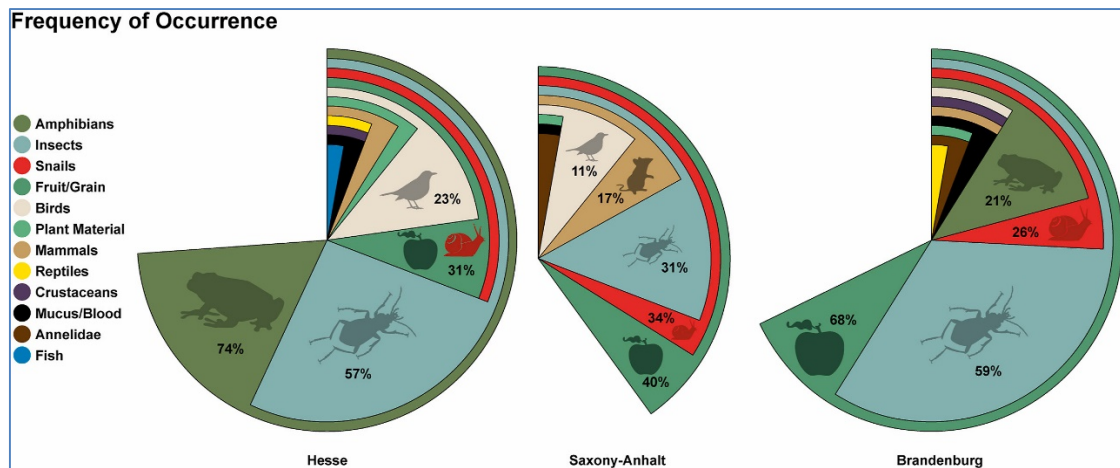 Frequency of Occurrence
Amphibians
Insects
Snails
Fruit/Grain
Birds
Plant Material
Mammals
Reptiles
Crustaceans
Mucus/Blood
Annelidae
Fish
23%
31%
57%
74%
Hesse
11%
17%
31%
34%
40%
Saxony-Anhalt
21%
26%
59%
68%
Brandenburg